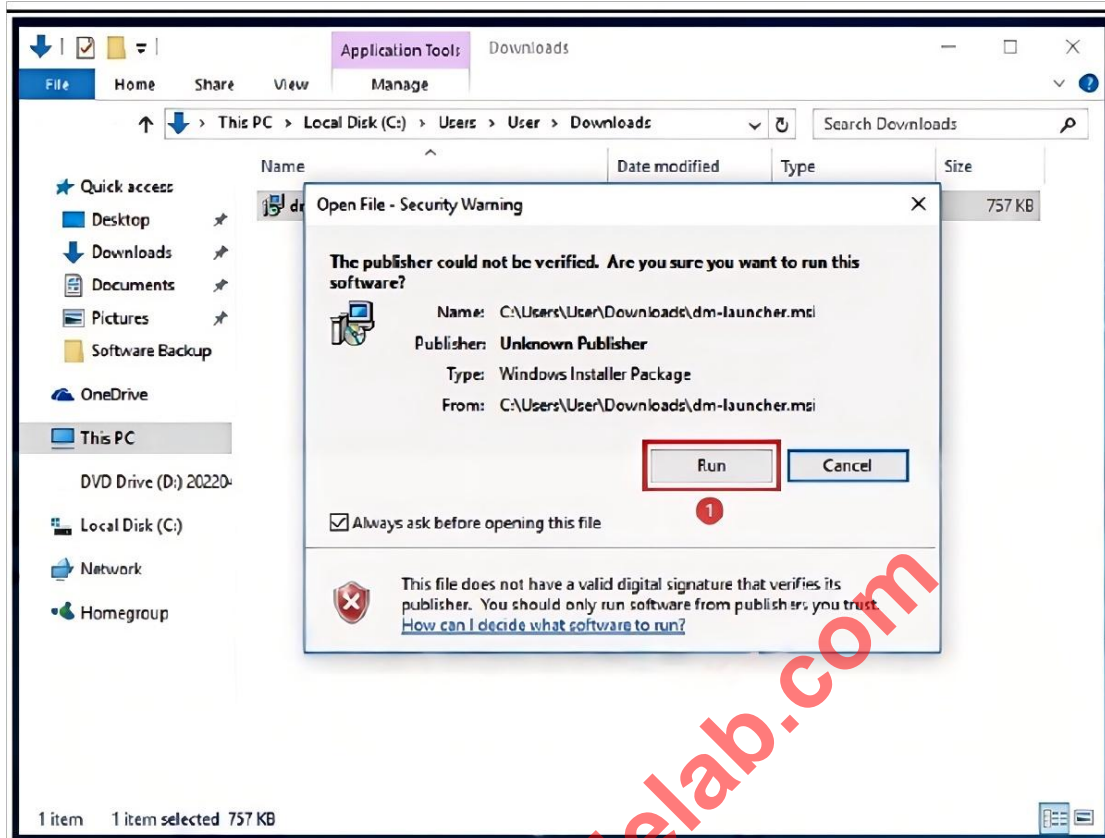 Application Tools Downloads
File Home Share View Manage
This PC > Local Disk (C:) > Users > User > Downloads
Search Downloads
Name Date modified Type Size
Quick access
757 KB
Desktop
Downloads
Documents
Pictures
Software Backup
OneDrive
This PC
DVD Drive (D:) 20220
Local Disk (C:)
Network
Homegroup
Open File - Security Warning
The publisher could not be verified. Are you sure you want to run this
software?
Name: C:\Users\User\Downloads\dm-launcher.msi
Publisher: Unknown Publisher
Type: Windows Installer Package
From: C:\Users\User\Downloads\dm-launcher.msi
Run Cancel
1
Always ask before opening this file
This file does not have a valid digital signature that verifies its
publisher. You should only run software from publishers you trust.
How can I decide what software to run?
elab.com
1 item 1 item selected 757 KB